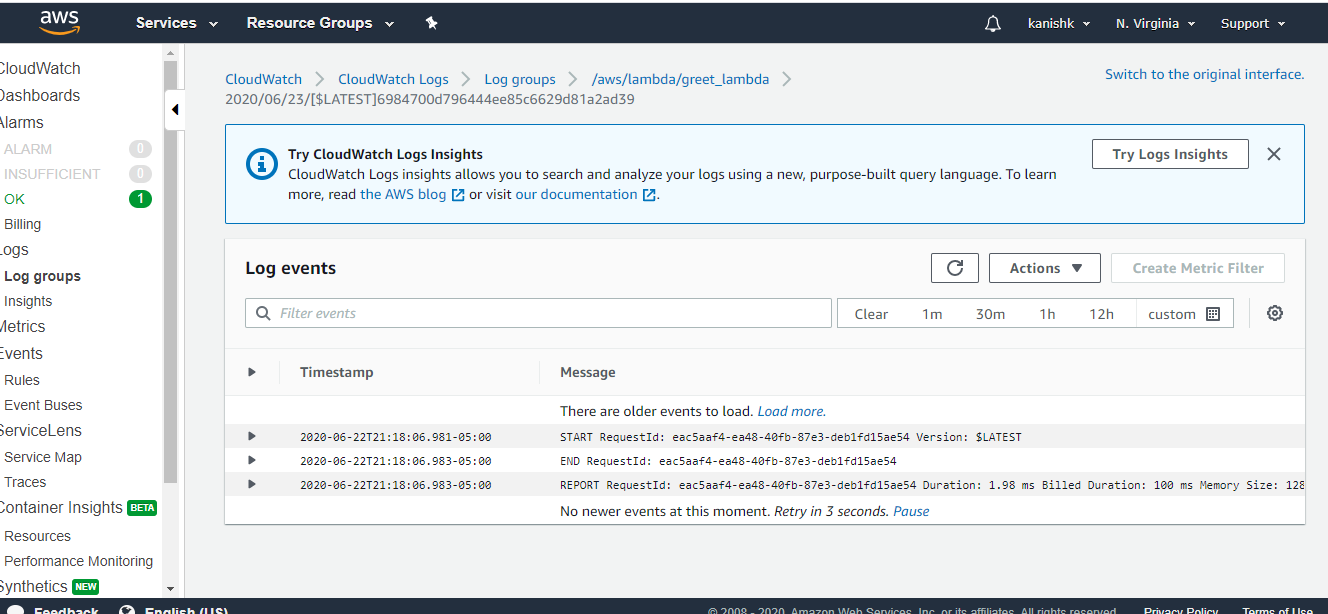 aws Services Resource Groups kanishk N. Virginia Support
CloudWatch
Dashboards
Alarms
ALARM 0
INSUFFICIENT 0
OK 1
Billing
Logs
Log groups
Insights
Metrics
Events
Rules
Event Buses
ServiceLens
Service Map
Traces
Container Insights BETA
Resources
Performance Monitoring
Synthetics NEW
CloudWatch CloudWatch Logs Log groups /aws/lambda/greet_lambda
2020/06/23/[$LATEST]6984700d796444ee85c6629d81a2ad39
Switch to the original interface.
Try CloudWatch Logs Insights
CloudWatch Logs insights allows you to search and analyze your logs using a new, purpose-built query language. To learn
more, read the AWS blog or visit our documentation .
Try Logs Insights
Log events
Actions Create Metric Filter
Filter events Clear 1m 30m 1h 12h custom
Timestamp Message
There are older events to load. Load more.
2020-06-22T21:18:06.981-05:00 START RequestId: eac5aaf4-ea48-40fb-87e3-deb1fd15ae54 Version: $LATEST
2020-06-22T21:18:06.983-05:00 END RequestId: eac5aaf4-ea48-40fb-87e3-deb1fd15ae54
2020-06-22T21:18:06.983-05:00 REPORT RequestId: eac5aaf4-ea48-40fb-87e3-deb1fd15ae54 Duration: 1.98 ms Billed Duration: 100 ms Memory Size: 128
No newer events at this moment. Retry in 3 seconds. Pause
Feedback English (US) © 2008 - 2020, Amazon Web Services, Inc. or its affiliates. All rights reserved. Privacy Policy Terms of Use